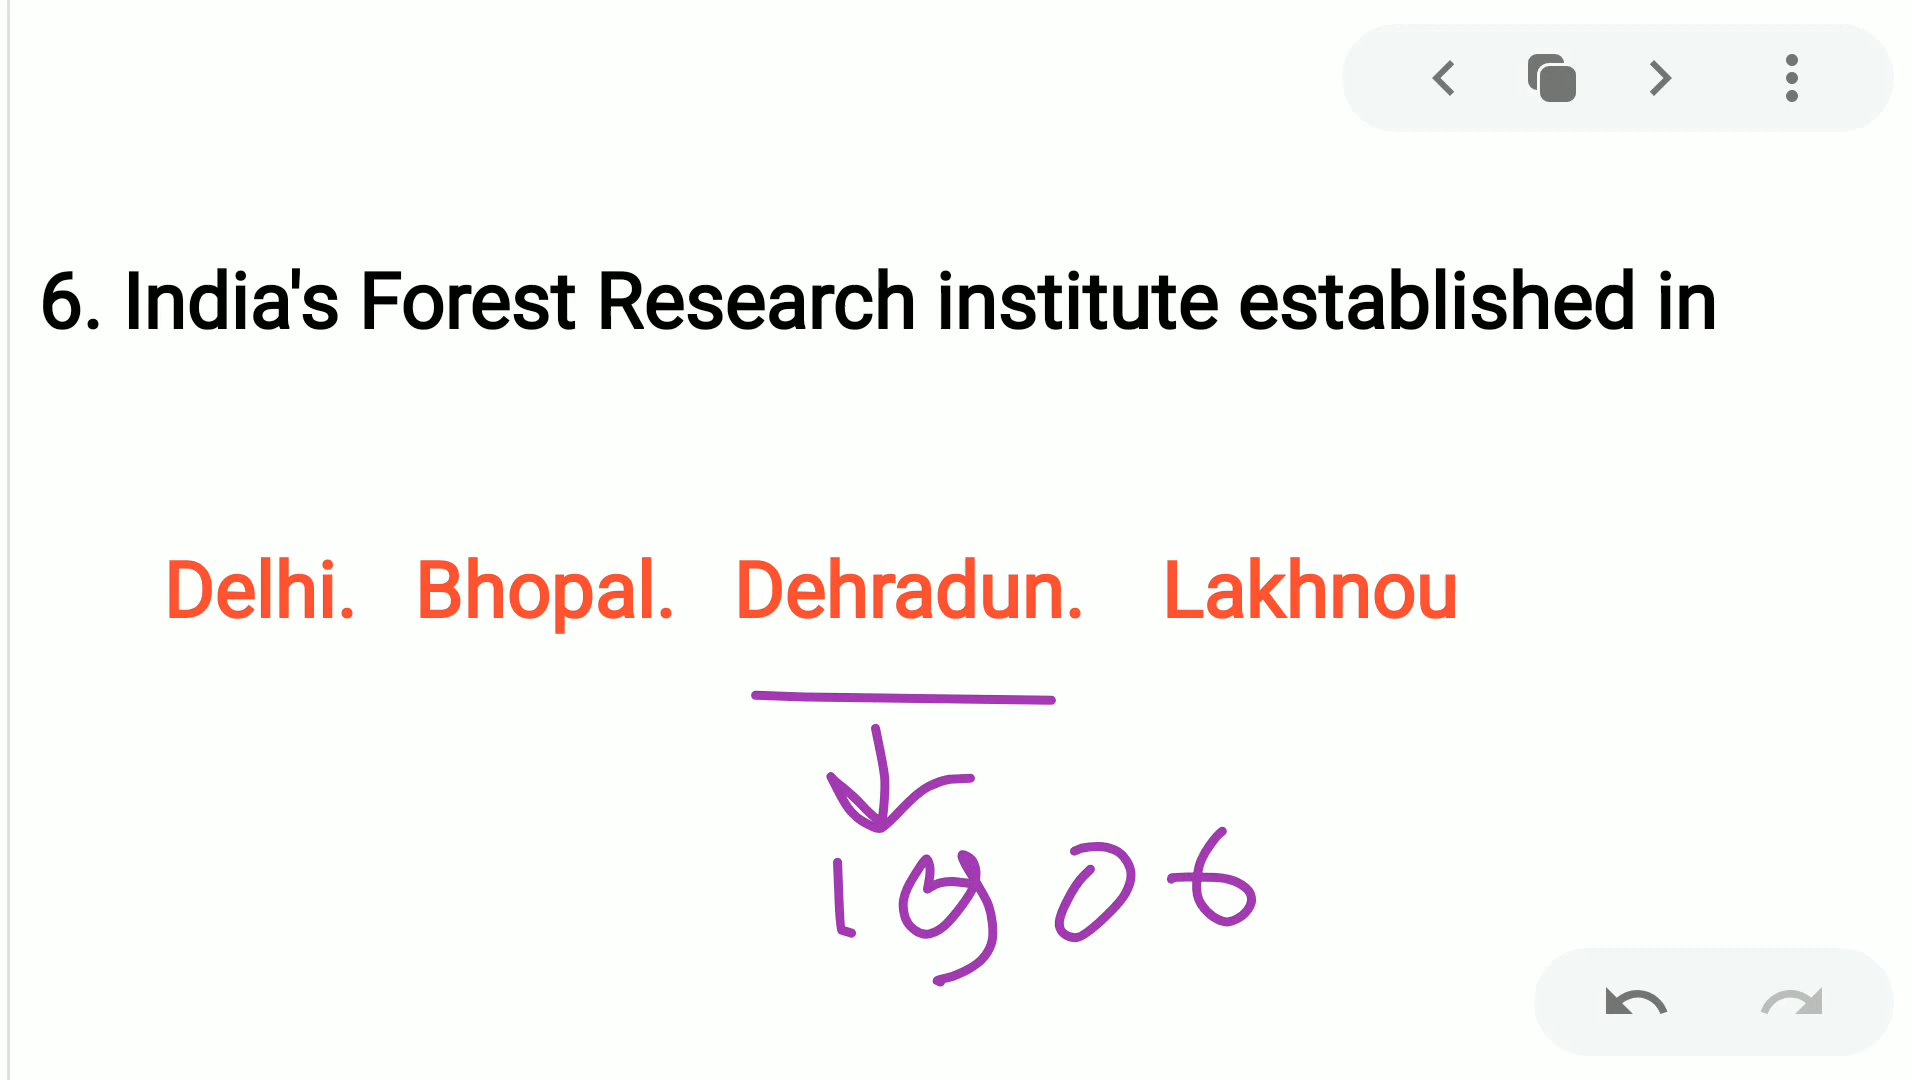 6. India's Forest Research institute established in
Delhi. Bhopal. Dehradun. Lakhnou
1906